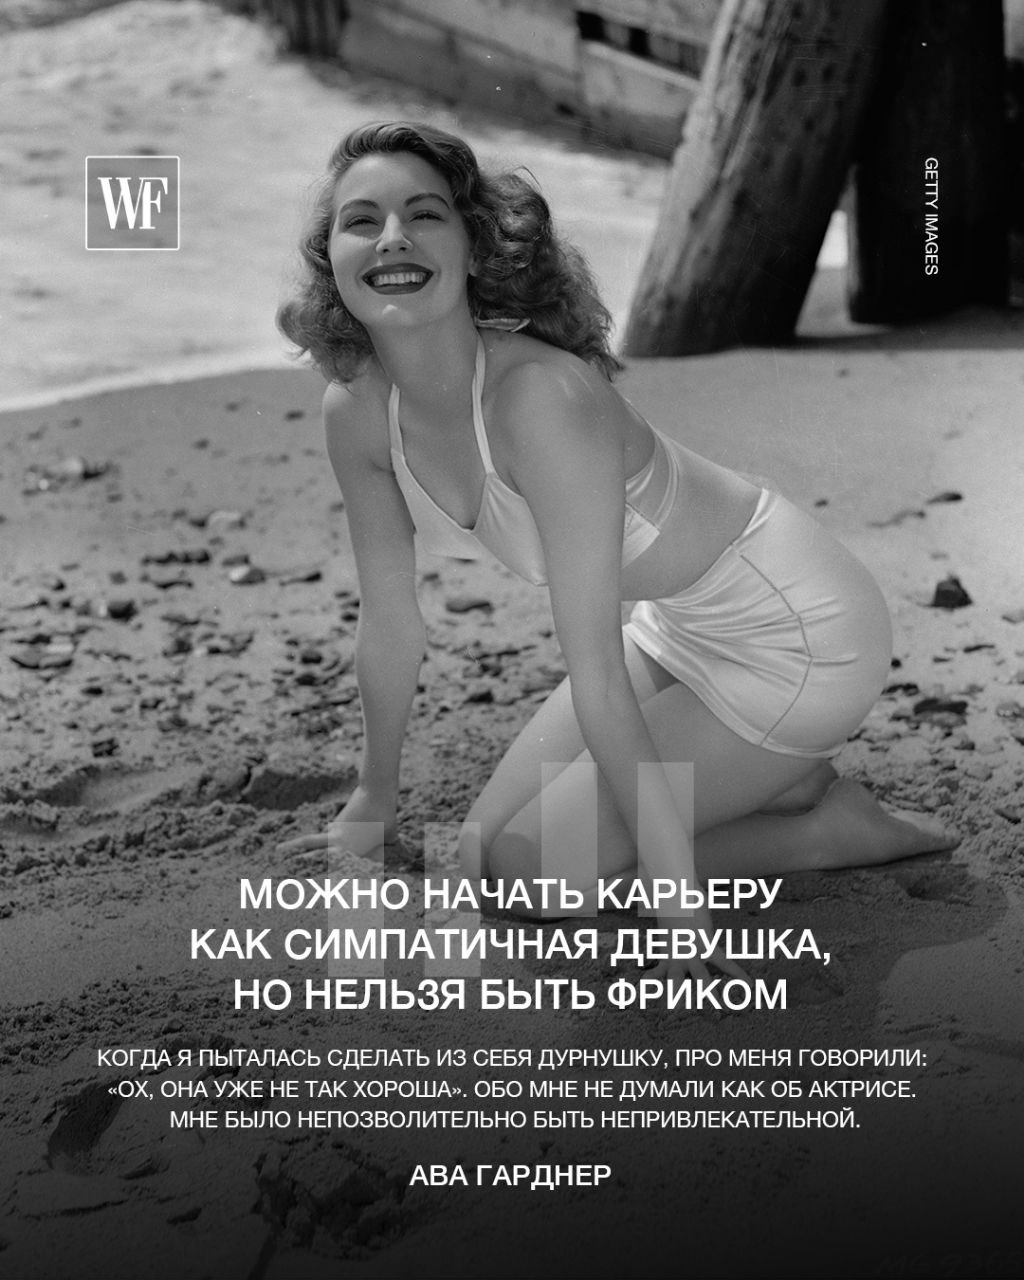 WF
GETTY IMAGES
МОЖНО НАЧАТЬ КАРЬЕРУ
КАК СИМПАТИЧНАЯ ДЕВУШКА,
НО НЕЛЬЗЯ БЫТЬ ФРИКОМ
КОГДА Я ПЫТАЛАСЬ СДЕЛАТЬ ИЗ СЕБЯ ДУРНУШКУ, ПРО МЕНЯ ГОВОРИЛИ:
«ОХ, ОНА УЖЕ НЕ ТАК ХОРОША». ОБО МНЕ НЕ ДУМАЛИ КАК ОБ АКТРИСЕ.
МНЕ БЫЛО НЕПОЗВОЛИТЕЛЬНО БЫТЬ НЕПРИВЛЕКАТЕЛЬНОЙ.
АВА ГАРДНЕР